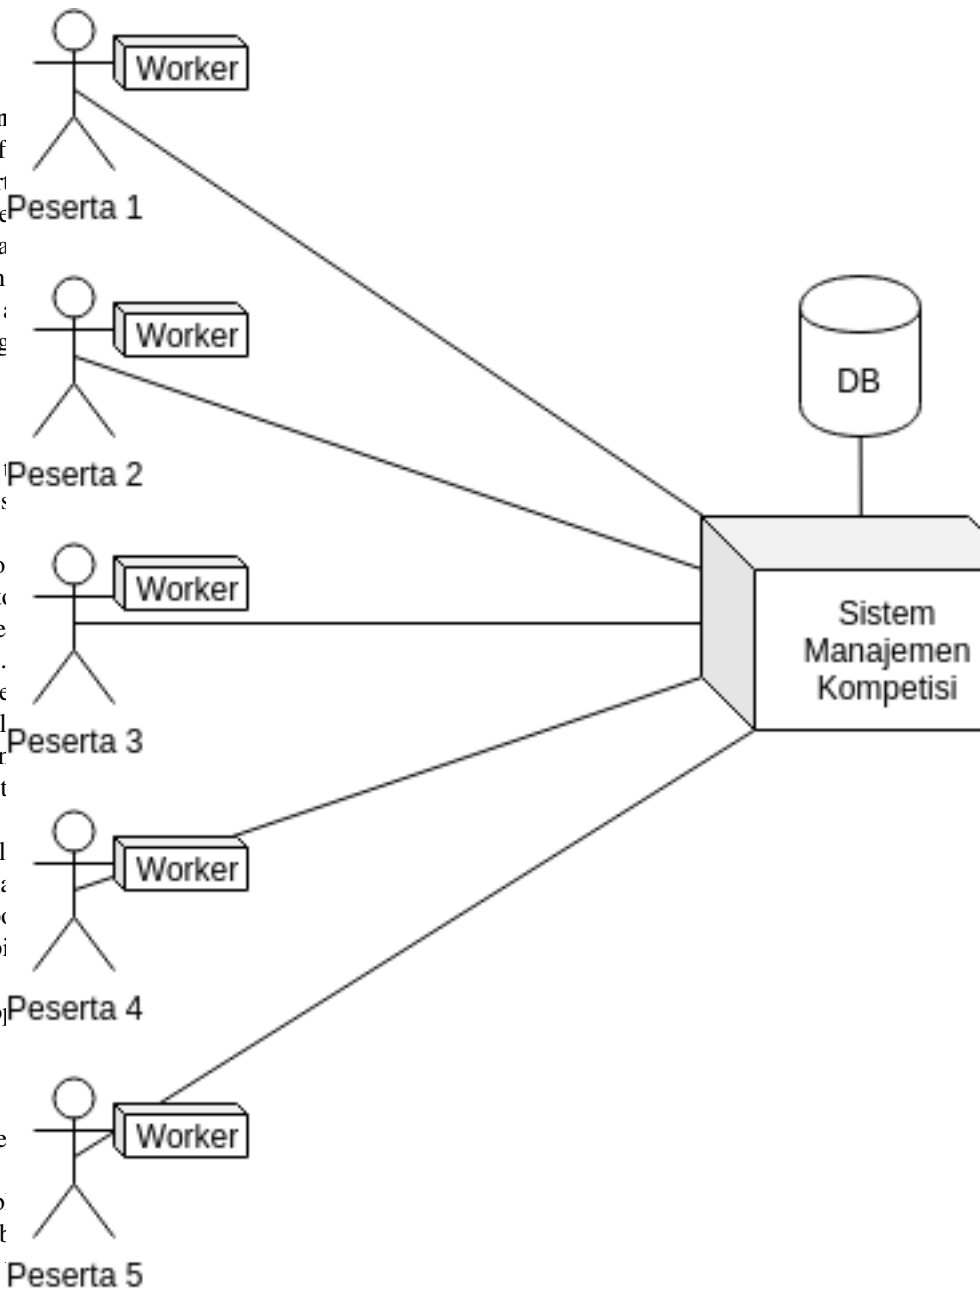 Worker
Peserta 1
Worker
Peserta 2
DB
Worker
Peserta 3
Sistem
Manajemen
Kompetisi
Worker
Peserta 4
Worker
Peserta 5